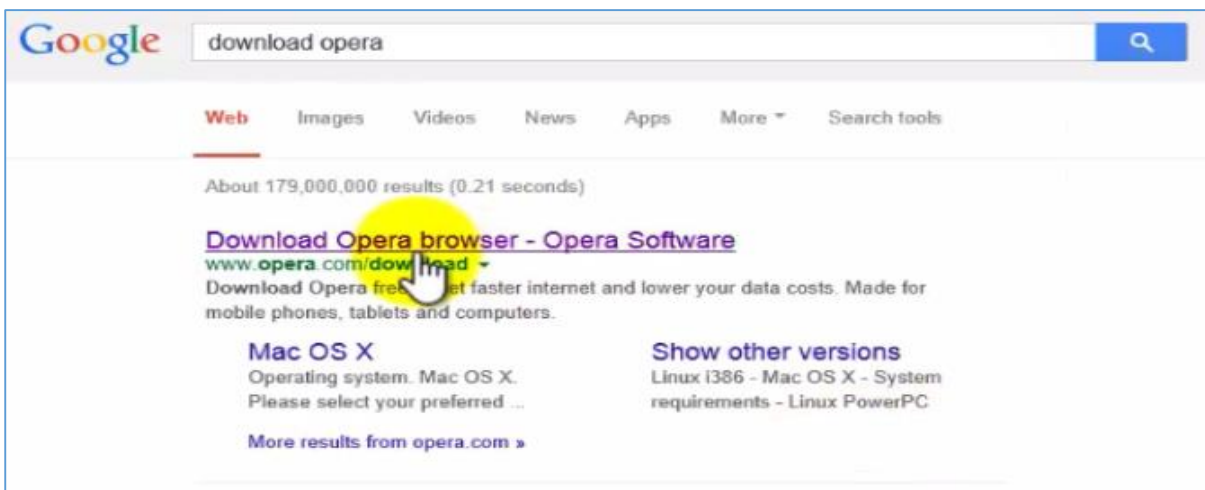 Google download opera
Web Images Videos News Apps More Search tools
About 179,000,000 results (0.21 seconds)
Download Opera browser - Opera Software
www.opera.com/download
Download Opera faster internet and lower your data costs. Made for
mobile phones, tablets and computers.
Mac OS X
Operating system. Mac OS X.
Please select your preferred ...
More results from opera.com »
Show other versions
Linux i386 - Mac OS X - System
requirements - Linux PowerPC